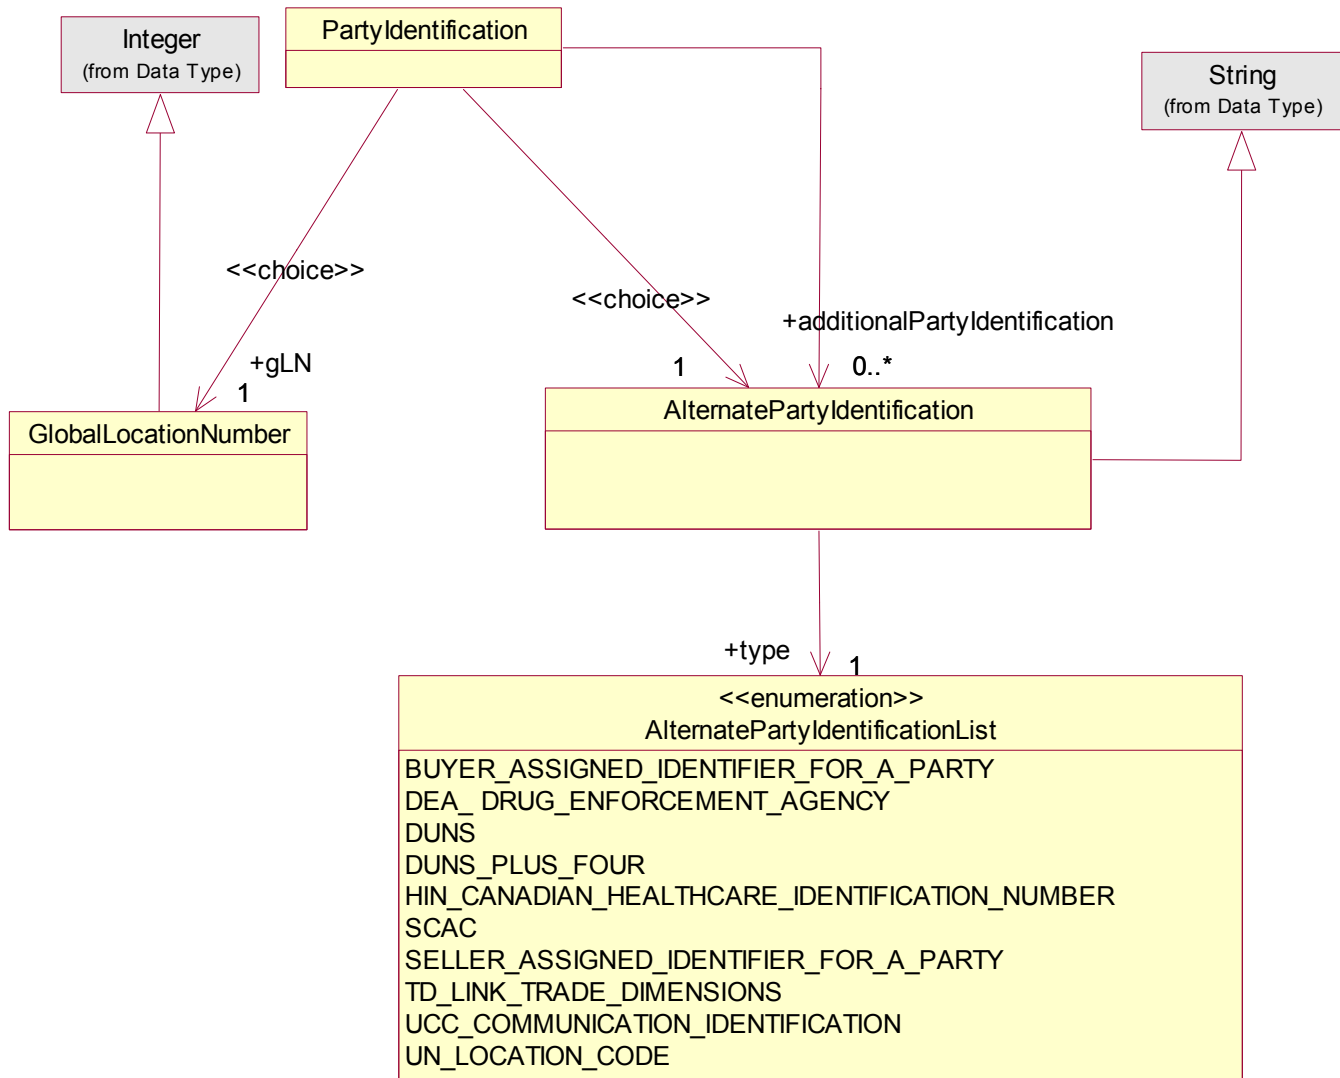 Integer
(from Data Type)
PartyIdentification
String
(from Data Type)
<<choice>>
<<choice>>
+additionalPartyIdentification
+gLN
1
1
0..*
GlobalLocationNumber
AlternatePartyIdentification
+type
1
<<enumeration>>
AlternatePartyIdentificationList
BUYER_ASSIGNED_IDENTIFIER_FOR_A_PARTY
DEA_ DRUG_ENFORCEMENT_AGENCY
DUNS
DUNS_PLUS_FOUR
HIN_CANADIAN_HEALTHCARE_IDENTIFICATION_NUMBER
SCAC
SELLER_ASSIGNED_IDENTIFIER_FOR_A_PARTY
TD_LINK_TRADE_DIMENSIONS
UCC_COMMUNICATION_IDENTIFICATION
UN_LOCATION_CODE